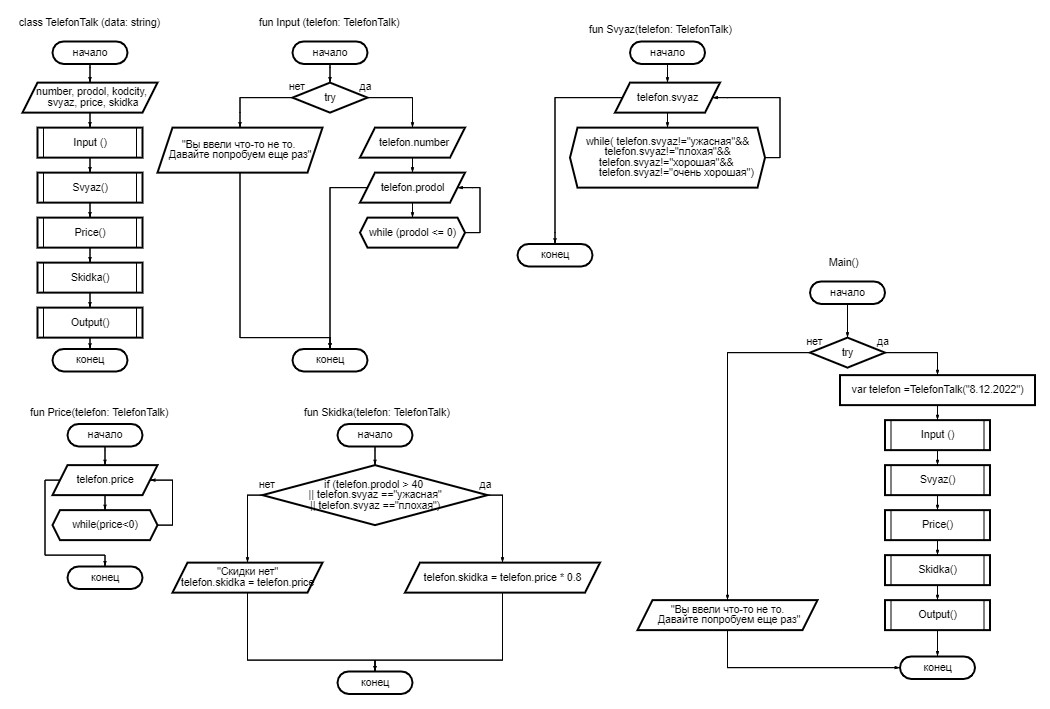 class TelefonTalk (data: string)
начало
number, prodol, kodcity,
svyaz, price, skidka
Input ()
Svyaz()
Price()
Skidka()
Output()
конец
fun Input (telefon: TelefonTalk)
начало
try
нет
да
"Вы ввели что-то не то.
Давайте попробуем еще раз"
telefon.number
telefon.prodol
while (prodol <= 0)
конец
fun Svyaz(telefon: TelefonTalk)
начало
telefon.svyaz
while( telefon.svyaz!="ужасная"&&
telefon.svyaz!="плохая"&&
telefon.svyaz!="хорошая"&&
telefon.svyaz!="очень хорошая")
конец
fun Price(telefon: TelefonTalk)
начало
telefon.price
while(price<0)
конец
fun Skidka(telefon: TelefonTalk)
начало
if (telefon.prodol > 40
|| telefon.svyaz =="ужасная"
|| telefon.svyaz =="плохая")
нет
да
"Скидки нет"
telefon.skidka = telefon.price
telefon.skidka = telefon.price * 0.8
конец
Main()
начало
try
нет
да
var telefon =TelefonTalk("8.12.2022")
Input ()
Svyaz()
Price()
Skidka()
Output()
"Вы ввели что-то не то.
Давайте попробуем еще раз"
конец